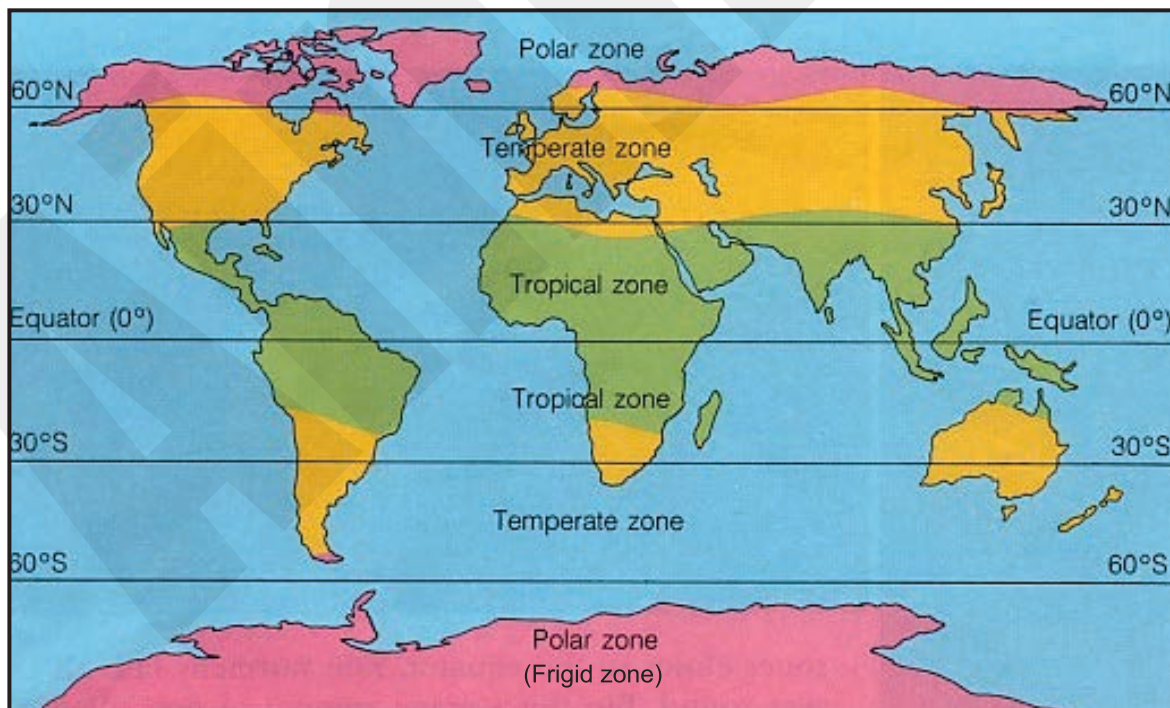 Polar zone
60°N
60°N
Temperate zone
30°N
30°N
Tropical zone
Equator (0°)
Equator (0°)
Tropical zone
30°S
30°S
Temperate zone
60°S
60°S
Polar zone
(Frigid zone)